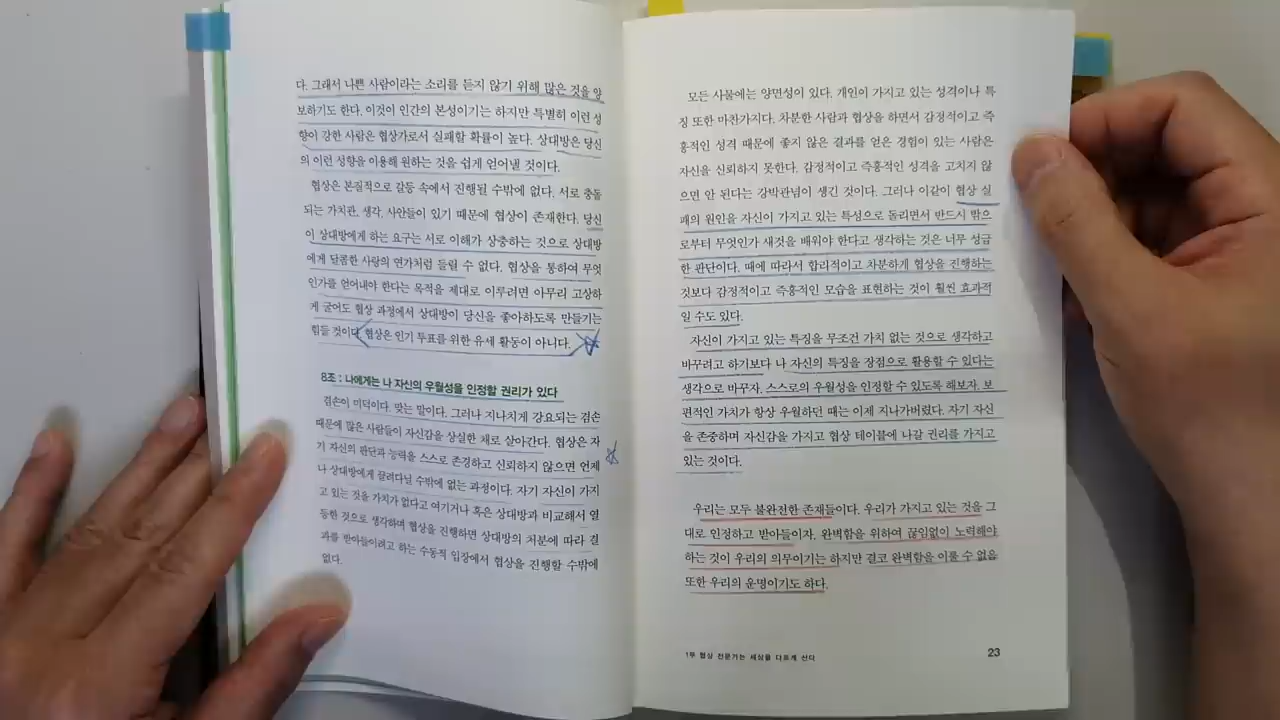 다. 그래서 나쁜 사람이라는 소리를 듣지 않기 위해 많은 것을 양
보하기도 한다. 이것이 인간의 본성이기는 하지만 특별히 이런 성
향이 강한 사람은 협상가로서 실패할 확률이 높다. 상대방은 당신
의 이런 성향을 이용해 원하는 것을 쉽게 얻어낼 것이다.
협상은 본질적으로 갈등 속에서 진행될 수밖에 없다. 서로 충돌
되는 가치관, 생각, 사안들이 있기 때문에 협상이 존재한다. 당신
이 상대방에게 하는 요구는 서로 이해가 상충하는 것으로 상대방
에게 달콤한 사랑의 연가처럼 들릴 수 없다. 협상을 통하여 무엇
인가를 얻어내야 한다는 목적을 제대로 이루려면 아무리 고상하
게 굴어도 협상 과정에서 상대방이 당신을 좋아하도록 만들기는
힘들 것이다. 협상은 인기 투표를 위한 유세 활동이 아니다.
8조 : 나에게는 나 자신의 우월성을 인정할 권리가 있다
겸손이 미덕이다. 맞는 말이다. 그러나 지나치게 강요되는 겸손
때문에 많은 사람들이 자신감을 상실한 채로 살아간다. 협상은 자
기 자신의 판단과 능력을 스스로 존경하고 신뢰하지 않으면 언제
나 상대방에게 끌려다닐 수밖에 없는 과정이다. 자기 자신이 가지
고 있는 것을 가치가 없다고 여기거나 혹은 상대방과 비교해서 열
등한 것으로 생각하며 협상을 진행하면 상대방의 처분에 따라 결
과를 받아들이려고 하는 수동적 입장에서 협상을 진행할 수밖에
없다.
모든 사물에는 양면성이 있다. 개인이 가지고 있는 성격이나 특
징 또한 마찬가지다. 차분한 사람과 협상을 하면서 감정적이고 즉
흥적인 성격 때문에 좋지 않은 결과를 얻은 경험이 있는 사람은
자신을 신뢰하지 못한다. 감정적이고 즉흥적인 성격을 고치지 않
으면 안 된다는 강박관념이 생긴 것이다. 그러나 이같이 협상 실
패의 원인을 자신이 가지고 있는 특성으로 돌리면서 반드시 밖으
로부터 무엇인가 새것을 배워야 한다고 생각하는 것은 너무 성급
한 판단이다. 때에 따라서 합리적이고 차분하게 협상을 진행하는
것보다 감정적이고 즉흥적인 모습을 표현하는 것이 훨씬 효과적
일 수도 있다.
자신이 가지고 있는 특징을 무조건 가치 없는 것으로 생각하고
바꾸려고 하기보다 나 자신의 특징을 장점으로 활용할 수 있다는
생각으로 바꾸자. 스스로의 우월성을 인정할 수 있도록 해보자. 보
편적인 가치가 항상 우월하던 때는 이제 지나가버렸다. 자기 자신
을 존중하며 자신감을 가지고 협상 테이블에 나갈 권리를 가지고
있는 것이다.
우리는 모두 불완전한 존재들이다. 우리가 가지고 있는 것을 그
대로 인정하고 받아들이자. 완벽함을 위하여 끊임없이 노력해야
하는 것이 우리의 의무이기는 하지만 결코 완벽함을 이룰 수 없음
또한 우리의 운명이기도 하다.
1부 협상 전문가는 세상을 다르게 산다
23